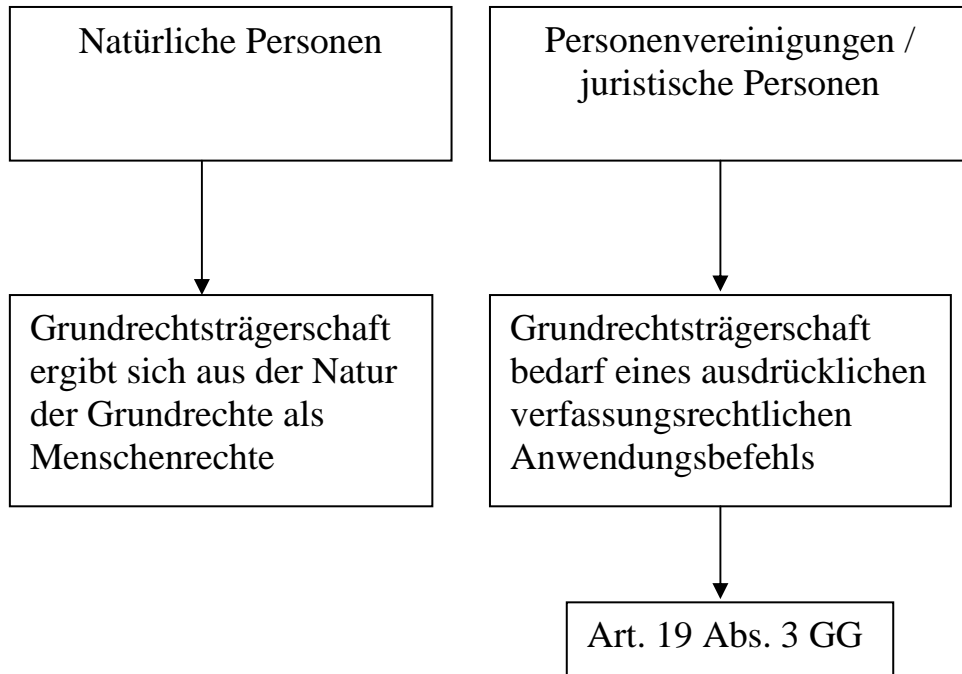 Natürliche Personen
Personenvereinigungen /
juristische Personen
Grundrechtsträgerschaft
ergibt sich aus der Natur
der Grundrechte als
Menschenrechte
Grundrechtsträgerschaft
bedarf eines ausdrücklichen
verfassungsrechtlichen
Anwendungsbefehls
Art. 19 Abs. 3 GG